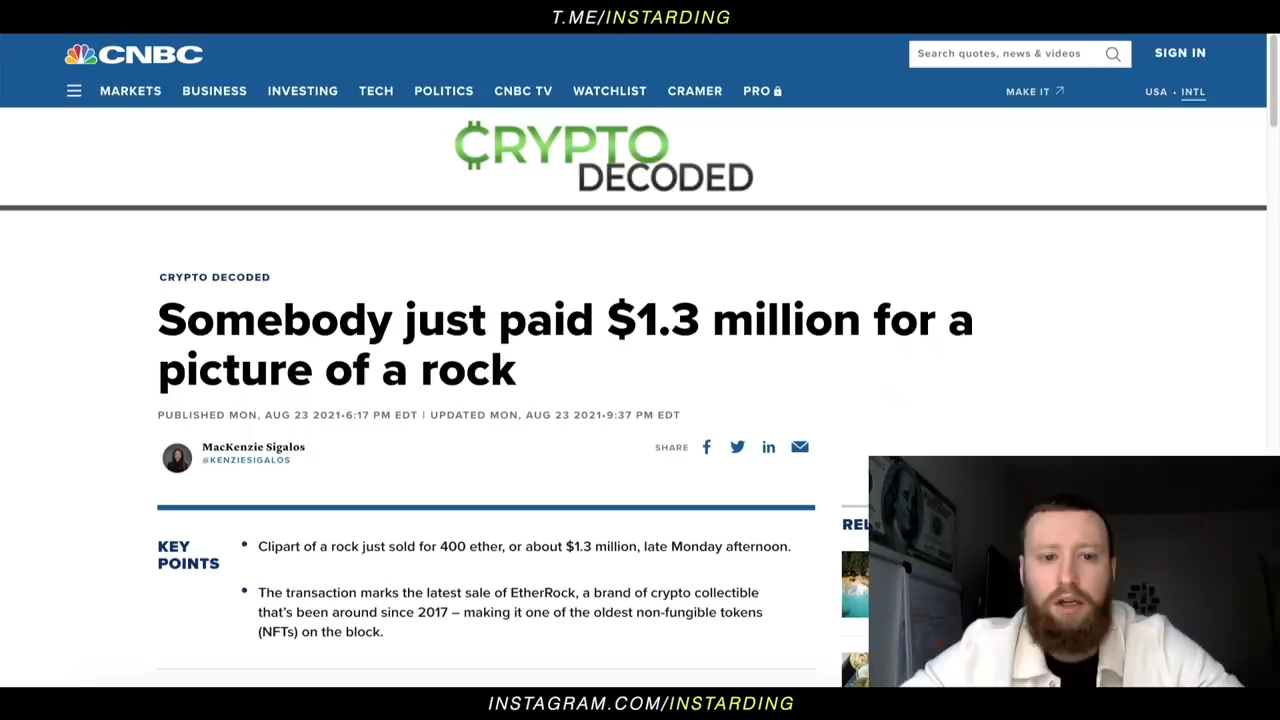 T.ME/INSTARDING
CNBC
Search quotes, news & videos
SIGN IN
MARKETS BUSINESS INVESTING TECH POLITICS CNBC TV WATCHLIST CRAMER PRO
MAKE IT
USA • INTL
CRYPTO
DECODED
CRYPTO DECODED
Somebody just paid $1.3 million for a
picture of a rock
PUBLISHED MON, AUG 23 2021•6:17 PM EDT | UPDATED MON, AUG 23 2021•9:37 PM EDT
MacKenzie Sigalos
@KENZIESIGALOS
SHARE
KEY
POINTS
• Clipart of a rock just sold for 400 ether, or about $1.3 million, late Monday afternoon.
• The transaction marks the latest sale of EtherRock, a brand of crypto collectible
that's been around since 2017 – making it one of the oldest non-fungible tokens
(NFTs) on the block.
INSTAGRAM.COM/INSTARDING